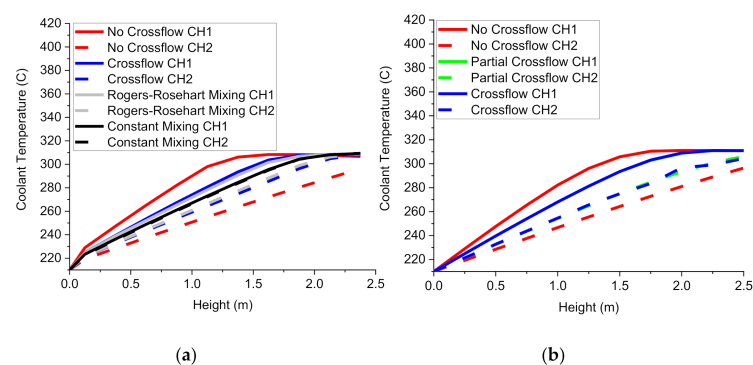 420
400
380
360
340
320
300
280
260
240
220
Coolant Temperature (C)
No Crossflow CH1
No Crossflow CH2
Crossflow CH1
Crossflow CH2
Rogers-Rosehart Mixing CH1
Rogers-Rosehart Mixing CH2
Constant Mixing CH1
Constant Mixing CH2
0.0 0.5 1.0 1.5 2.0 2.5
Height (m)
(a)
420
400
380
360
340
320
300
280
260
240
220
Coolant Temperature (C)
No Crossflow CH1
No Crossflow CH2
Partial Crossflow CH1
Partial Crossflow CH2
Crossflow CH1
Crossflow CH2
0.0 0.5 1.0 1.5 2.0 2.5
Height (m)
(b)